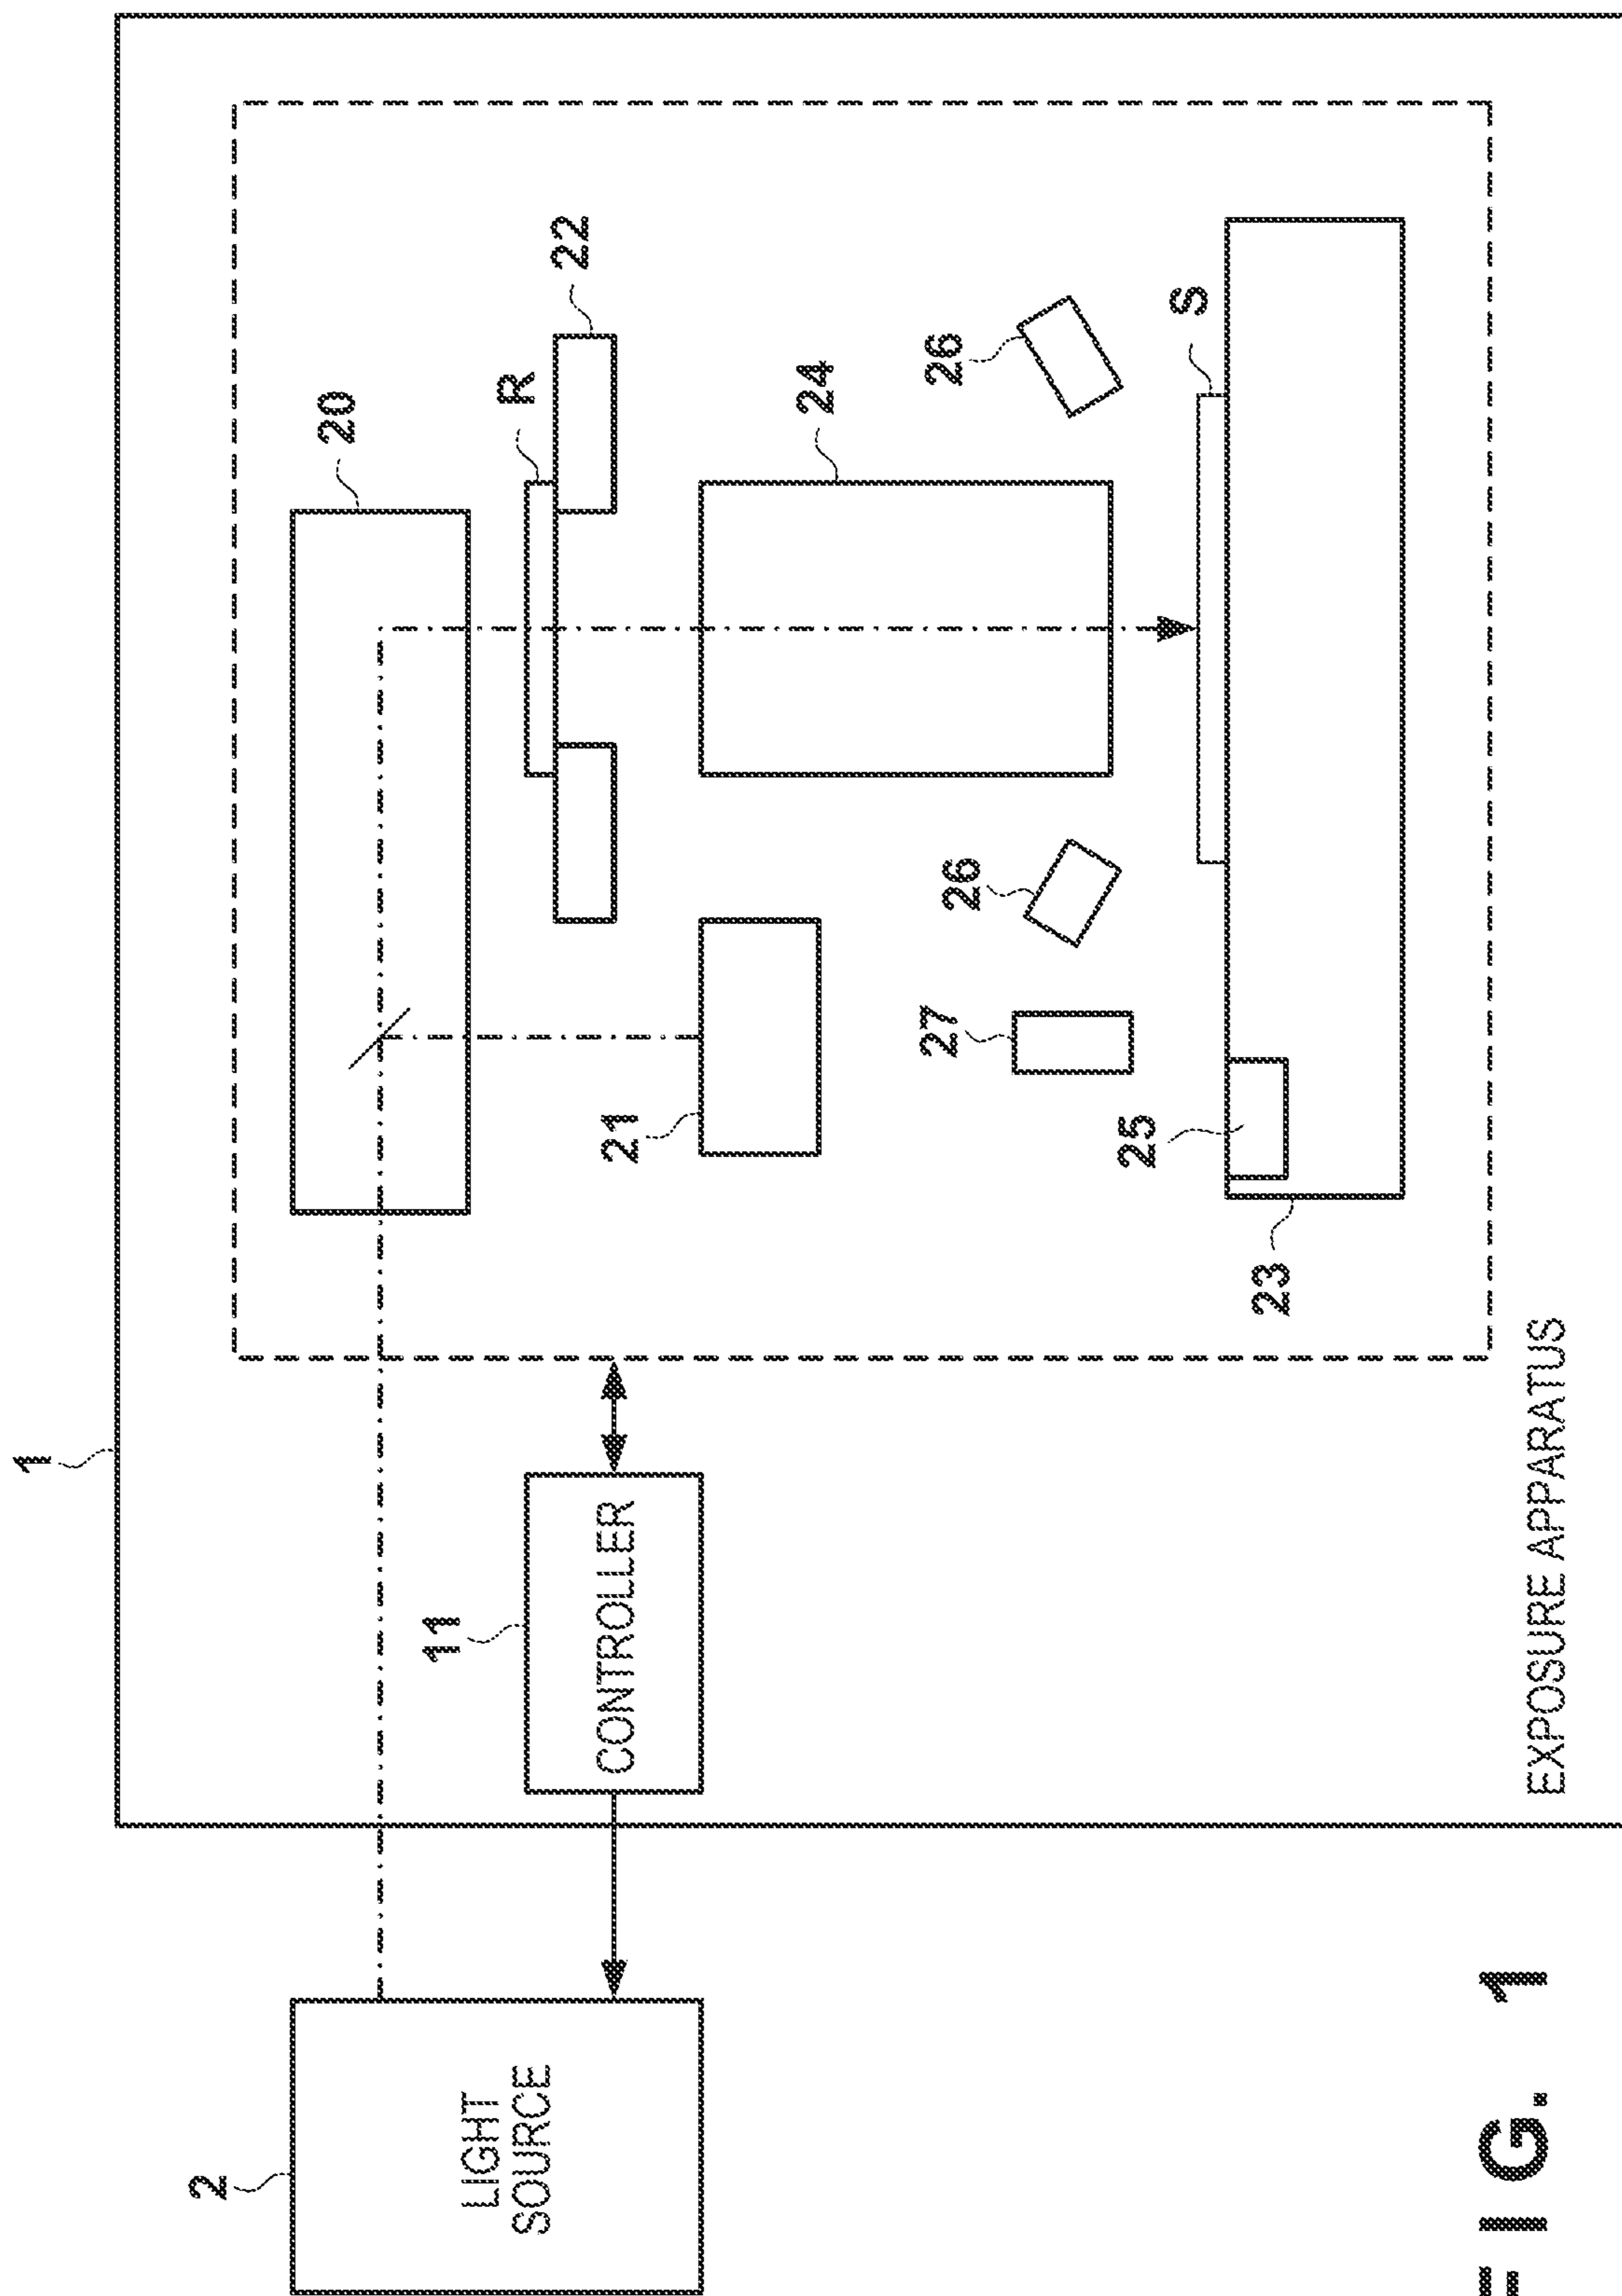 1
2
LIGHT
SOURCE
11
CONTROLLER
20
R
22
21
24
26
26
27
25
S
23
EXPOSURE APPARATUS
FIG. 1